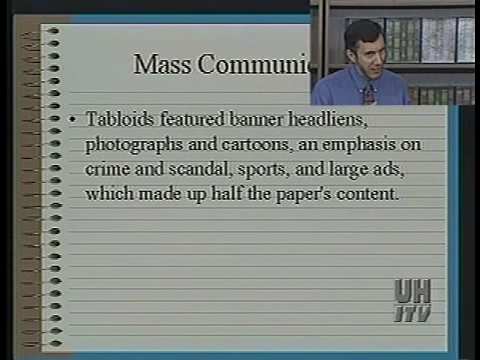 Mass Communi
• Tabloids featured banner headliens,
photographs and cartoons, an emphasis on
crime and scandal, sports, and large ads,
which made up half the paper's content.
UH
ITV